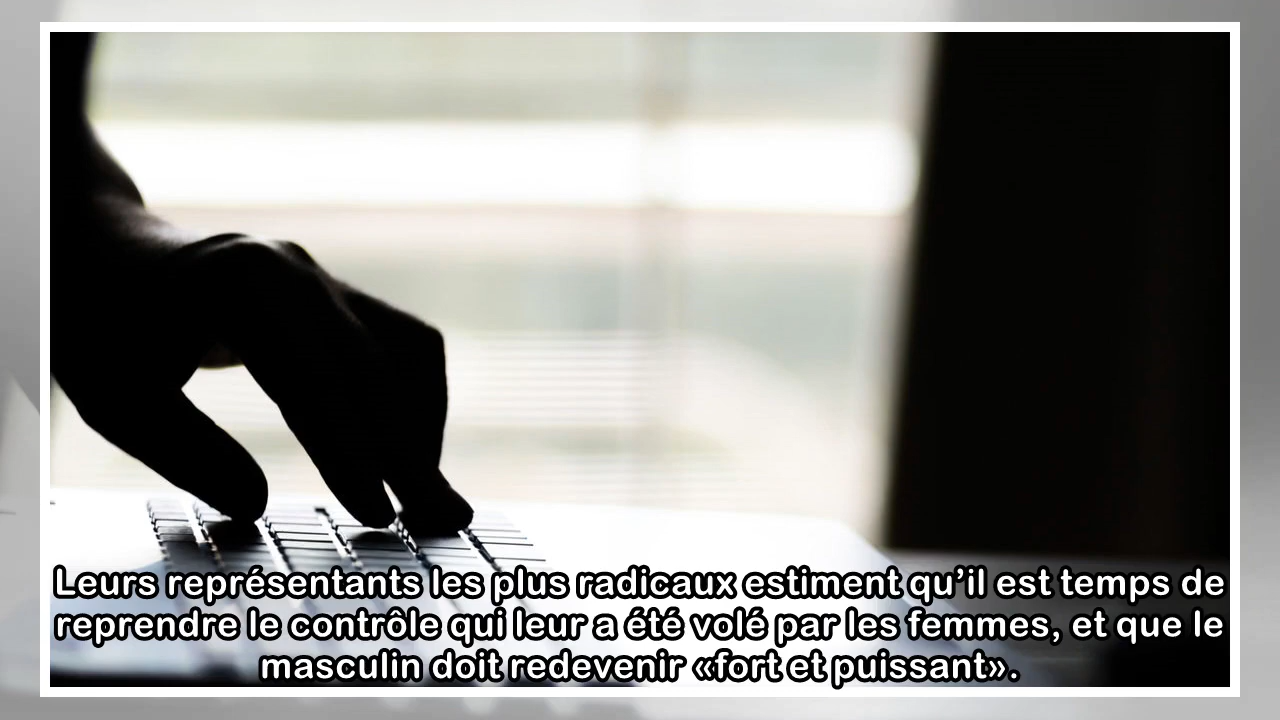 Leurs représentants les plus radicaux estiment qu’il est temps de
reprendre le contrôle qui leur a été volé par les femmes, et que le
masculin doit redevenir «fort et puissant».